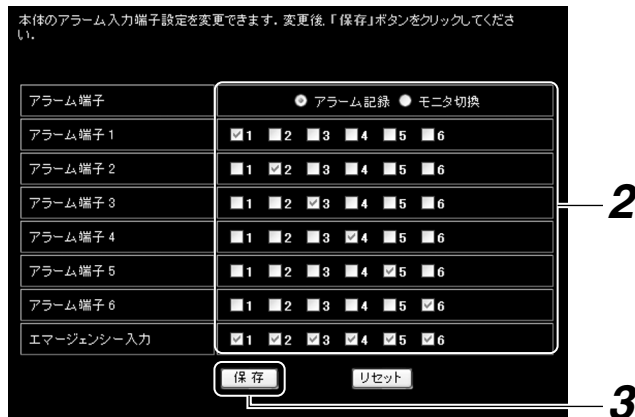 本体のアラーム入力端子設定を変更できます．変更後，「保存」ボタンをクリックしてくださ
い．
アラーム端子 アラーム記録 モニタ切換
アラーム端子 1 1 2 3 4 5 6
アラーム端子 2 1 2 3 4 5 6
アラーム端子 3 1 2 3 4 5 6
2
アラーム端子 4 1 2 3 4 5 6
アラーム端子 5 1 2 3 4 5 6
アラーム端子 6 1 2 3 4 5 6
エマージェンシー入力 1 2 3 4 5 6
保存 リセット
3